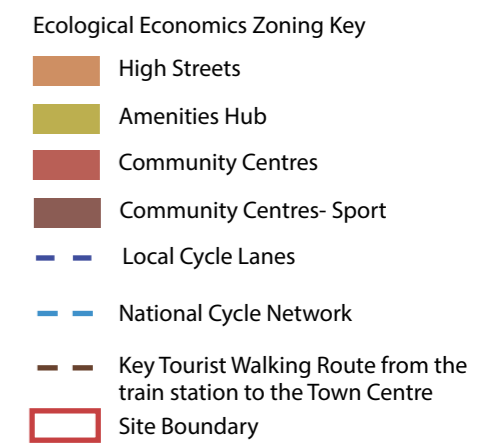 Ecological Economics Zoning Key
High Streets
Amenities Hub
Community Centres
Community Centres- Sport
Local Cycle Lanes
National Cycle Network
Key Tourist Walking Route from the
train station to the Town Centre
Site Boundary